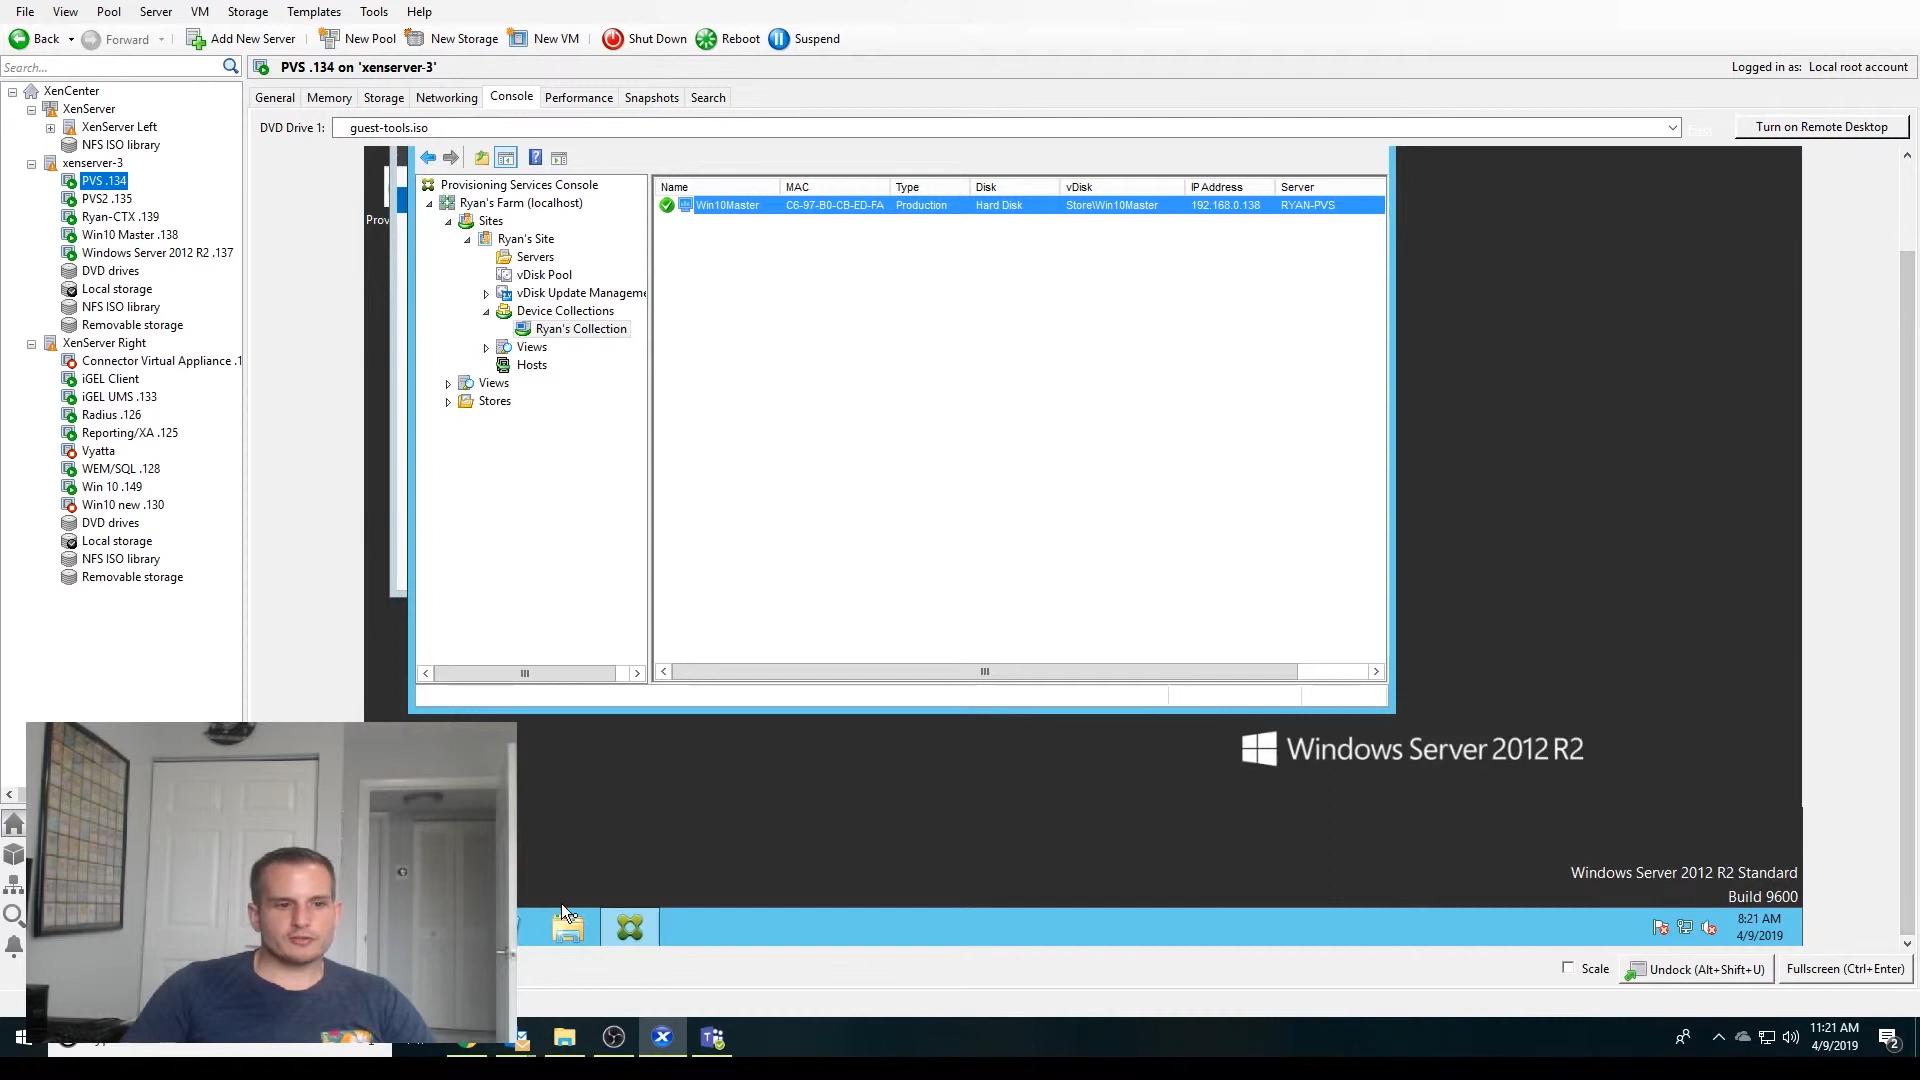 File View Pool Server VM Storage Templates Tools Help
Back Forward Add New Server New Pool New Storage New VM Shut Down Reboot Suspend
Search...
PVS .134 on 'xenserver-3'
Logged in as: Local root account
General Memory Storage Networking Console Performance Snapshots Search
DVD Drive 1: guest-tools.iso
Turn on Remote Desktop
XenCenter
XenServer
XenServer Left
NFS ISO library
xenserver-3
PVS .134
PVS2 .135
Ryan-CTX .139
Win10 Master .138
Windows Server 2012 R2 .137
DVD drives
Local storage
NFS ISO library
Removable storage
XenServer Right
Connector Virtual Appliance .1
iGEL Client
iGEL UMS .133
Radius .126
Reporting/XA .125
Vyatta
WEM/SQL .128
Win 10 .149
Win10 new .130
DVD drives
Local storage
NFS ISO library
Removable storage
Prov
Provisioning Services Console
Ryan's Farm (localhost)
Sites
Ryan's Site
Servers
vDisk Pool
vDisk Update Manageme
Device Collections
Ryan's Collection
Views
Hosts
Views
Stores
Name MAC Type Disk vDisk IP Address Server
Win10Master C6-97-B0-CB-ED-FA Production Hard Disk Store\Win10Master 192.168.0.138 RYAN-PVS
Windows Server 2012 R2
Windows Server 2012 R2 Standard
Build 9600
8:21 AM
4/9/2019
Scale Undock (Alt+Shift+U) Fullscreen (Ctrl+Enter)
11:21 AM
4/9/2019
2